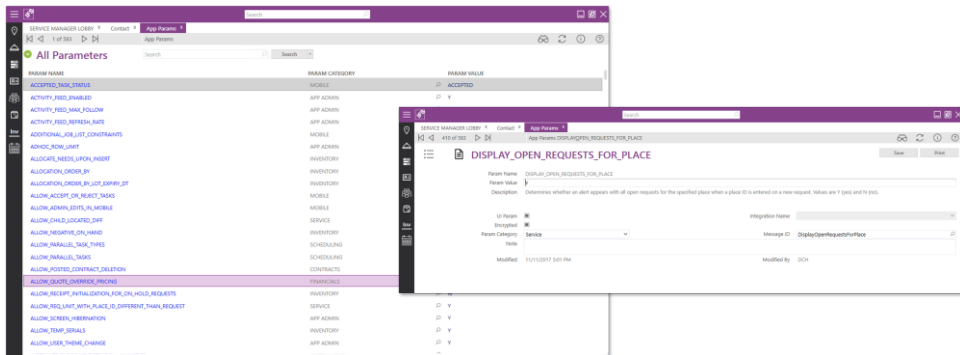 Search
SERVICE MANAGER LOBBY x Contact x App Params x
1 of 583 App Params
All Parameters Search Search
PARAM NAME PARAM CATEGORY PARAM VALUE
ACCEPTED_TASK_STATUS MOBILE ACCEPTED
ACTIVITY_FEED_ENABLED APP ADMIN Y
ACTIVITY_FEED_MAX_FOLLOW APP ADMIN
ACTIVITY_FEED_REFRESH_RATE APP ADMIN
ADDITIONAL_JOB_LIST_CONSTRAINTS MOBILE
ADHOC_ROW_LIMIT APP ADMIN
ALLOCATE_NEEDS_UPON_INSERT INVENTORY
ALLOCATION_ORDER_BY INVENTORY
ALLOCATION_ORDER_BY_LOT_EXPIRY_DT INVENTORY
ALLOW_ACCEPT_OR_REJECT_TASKS MOBILE
ALLOW_ADMIN_EDITS_IN_MOBILE MOBILE
ALLOW_CHILD_LOCATED_DIFF SERVICE
ALLOW_NEGATIVE_ON_HAND INVENTORY
ALLOW_PARALLEL_TASK_TYPES SCHEDULING
ALLOW_PARALLEL_TASKS SCHEDULING
ALLOW_POSTED_CONTRACT_DELETION CONTRACTS
ALLOW_QUOTE_OVERRIDE_PRICING FINANCIALS
ALLOW_RECEIPT_INITIALIZATION_FOR_ON_HOLD_REQUESTS INVENTORY N
ALLOW_REQ_UNIT_WITH_PLACE_ID_DIFFERENT_THAN_REQUEST SERVICE Y
ALLOW_SCREEN_HIBERNATION APP ADMIN Y
ALLOW_TEMP_SERIALS INVENTORY Y
ALLOW_USER_THEME_CHANGE APP ADMIN Y
Search
SERVICE MANAGER LOBBY x Contact x App Params x
410 of 583 App Params DISPLAY_OPEN_REQUESTS_FOR_PLACE
DISPLAY_OPEN_REQUESTS_FOR_PLACE Save Print
Param Name DISPLAY_OPEN_REQUESTS_FOR_PLACE
Param Value Y
Description Determines whether an alert appears with all open requests for the specified place when a place ID is entered on a new request. Values are Y (yes) and N (no).
UI Param Integration Name
Encrypted
Param Category Service Message ID DisplayOpenRequestsForPlace
Note
Modified 11/11/2017 5:01 PM Modified By DCH